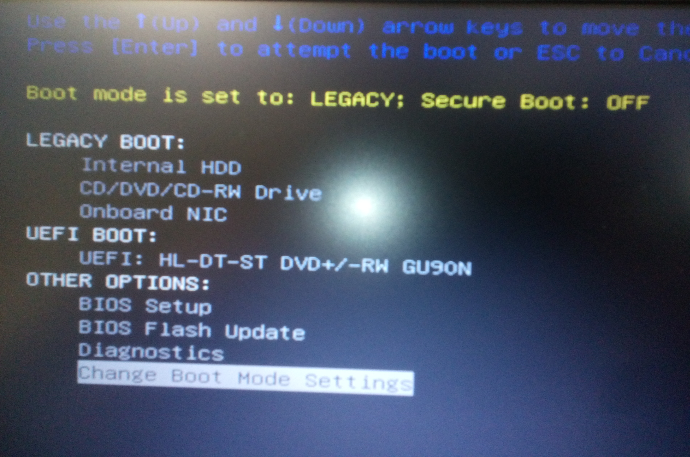 Use the ↑(Up) and ↓(Down) arrow keys to move the
Press [Enter] to attempt the boot or ESC to Canc
Boot mode is set to: LEGACY; Secure Boot: OFF
LEGACY BOOT:
Internal HDD
CD/DVD/CD-RW Drive
Onboard NIC
UEFI BOOT:
UEFI: HL-DT-ST DVD+/-RW GU90N
OTHER OPTIONS:
BIOS Setup
BIOS Flash Update
Diagnostics
Change Boot Mode Settings